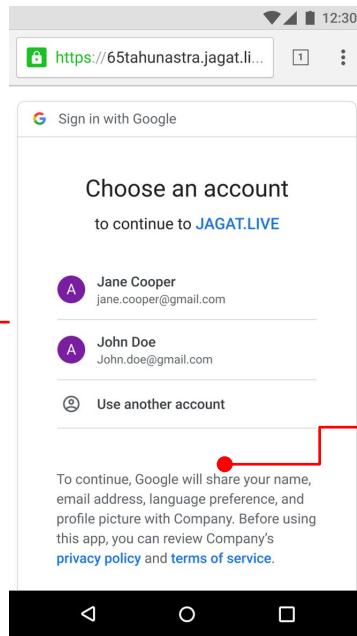 12:30
https://65tahunastra.jagat.li...
1
G Sign in with Google
Choose an account
to continue to JAGAT.LIVE
A Jane Cooper
jane.cooper@gmail.com
A John Doe
John.doe@gmail.com
Use another account
To continue, Google will share your name,
email address, language preference, and
profile picture with Company. Before using
this app, you can review Company’s
privacy policy and terms of service.